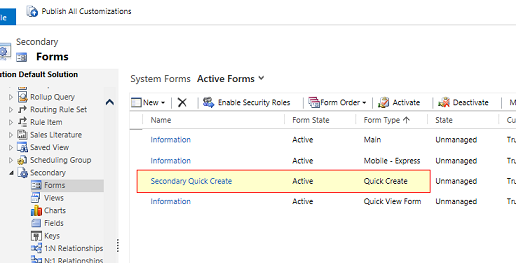 le
Publish All Customizations
Secondary
Forms
ution Default Solution
System Forms Active Forms
Rollup Query
Routing Rule Set
Rule Item
Sales Literature
Saved View
Scheduling Group
Secondary
Forms
Views
Charts
Fields
Keys
1:N Relationships
N:1 Relationships
New Enable Security Roles Form Order Activate Deactivate M
Name Form State Form Type State Cu
Information Active Main Unmanaged Tru
Information Active Mobile - Express Unmanaged Tru
Secondary Quick Create Active Quick Create Unmanaged Tru
Information Active Quick View Form Unmanaged Tru